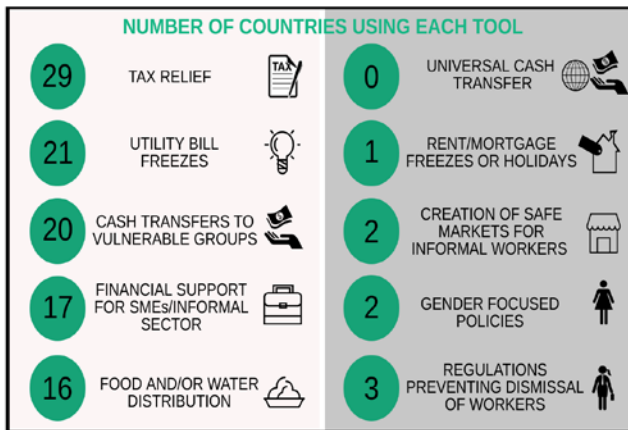 NUMBER OF COUNTRIES USING EACH TOOL
29
TAX RELIEF
TAX
21
UTILITY BILL
FREEZES
20
CASH TRANSFERS TO
VULNERABLE GROUPS
17
FINANCIAL SUPPORT
FOR SMEs/INFORMAL
SECTOR
16
FOOD AND/OR WATER
DISTRIBUTION
0
UNIVERSAL CASH
TRANSFER
1
RENT/MORTGAGE
FREEZES OR HOLIDAYS
2
CREATION OF SAFE
MARKETS FOR
INFORMAL WORKERS
2
GENDER FOCUSED
POLICIES
3
REGULATIONS
PREVENTING DISMISSAL
OF WORKERS